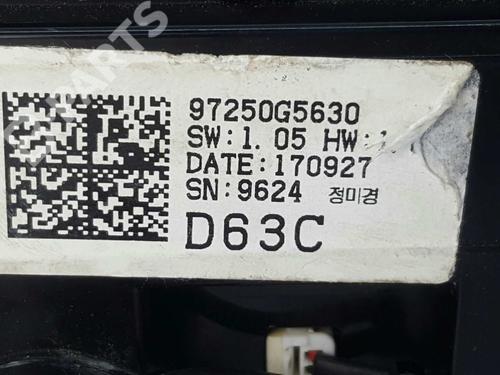 97250G5630
SW:1. 05 HW:
DATE:170927
SN:9624 정미경
D63C